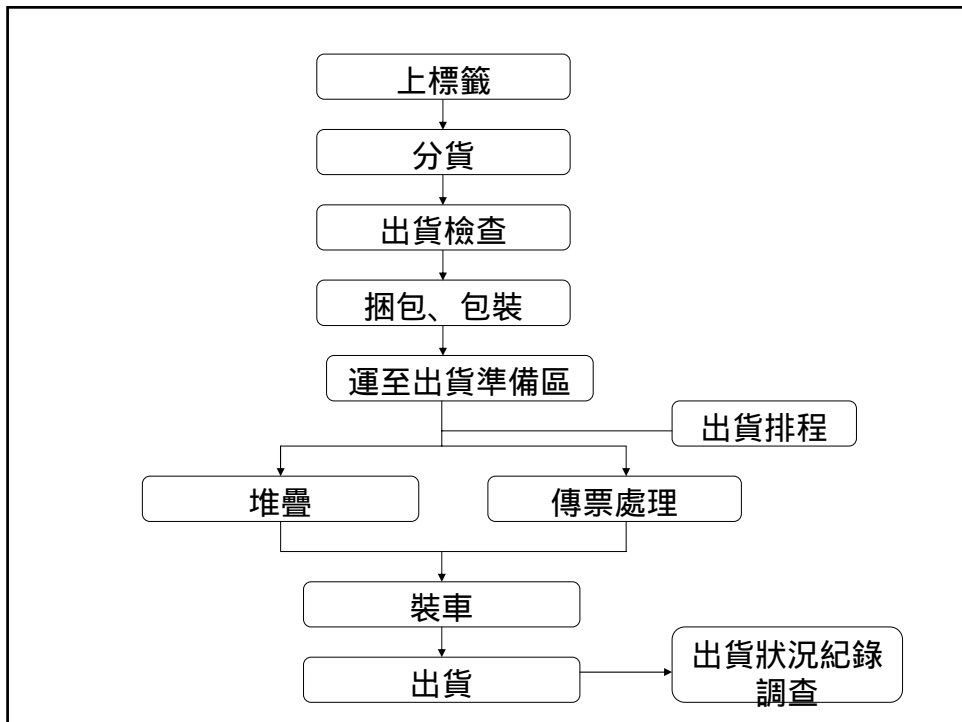 上標籤
分貨
出貨檢查
捆包、包裝
運至出貨準備區
出貨排程
堆疊
傳票處理
裝車
出貨
出貨狀況紀錄
調查